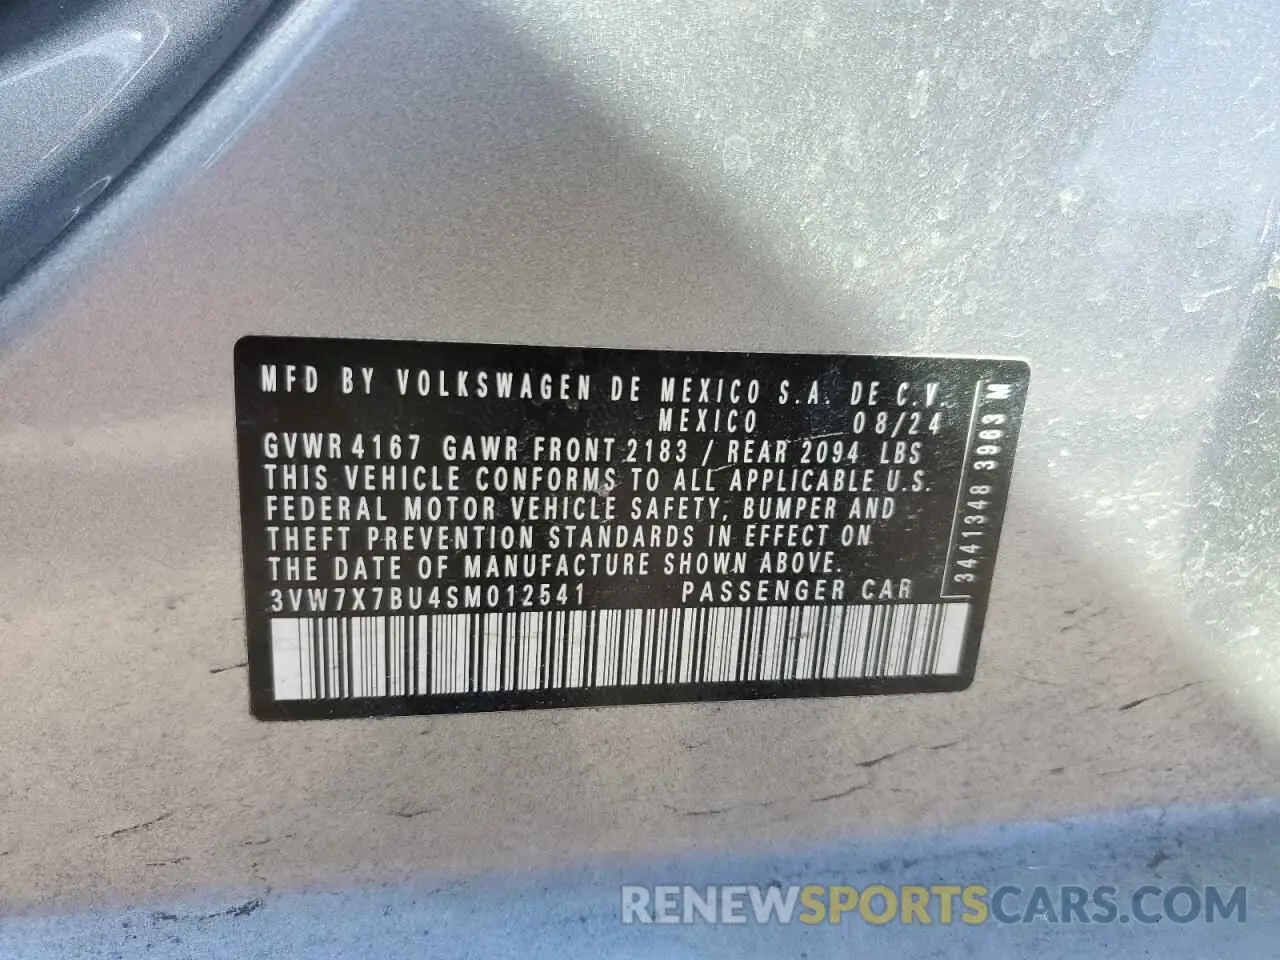 MFD BY VOLKSWAGEN DE MEXICO S.A. DE C.V.
MEXICO 08/24
GVWR 4167 GAWR FRONT 2183 / REAR 2094 LBS
THIS VEHICLE CONFORMS TO ALL APPLICABLE U.S.
FEDERAL MOTOR VEHICLE SAFETY, BUMPER AND
THEFT PREVENTION STANDARDS IN EFFECT ON
THE DATE OF MANUFACTURE SHOWN ABOVE.
3VW7X7BU4SM012541 PASSENGER CAR
3441348 3963 M
RENEWSPORTSCARS.COM